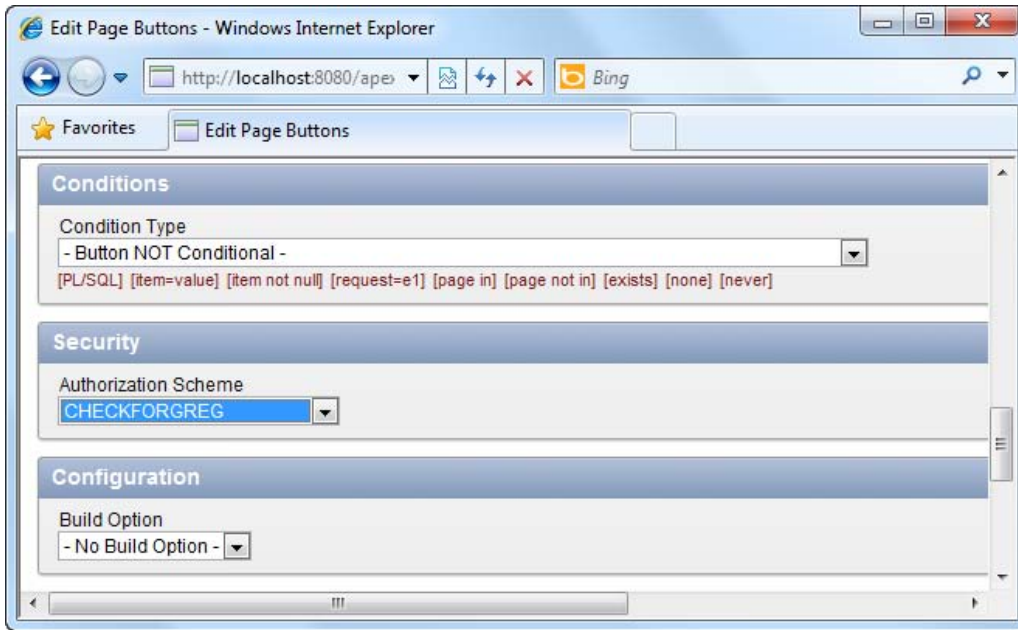 Edit Page Buttons - Windows Internet Explorer
http://localhost:8080/apex
Bing
Favorites
Edit Page Buttons
Conditions
Condition Type
- Button NOT Conditional -
[PL/SQL] [item=value] [item not null] [request=e1] [page in] [page not in] [exists] [none] [never]
Security
Authorization Scheme
CHECKFORGREG
Configuration
Build Option
- No Build Option -